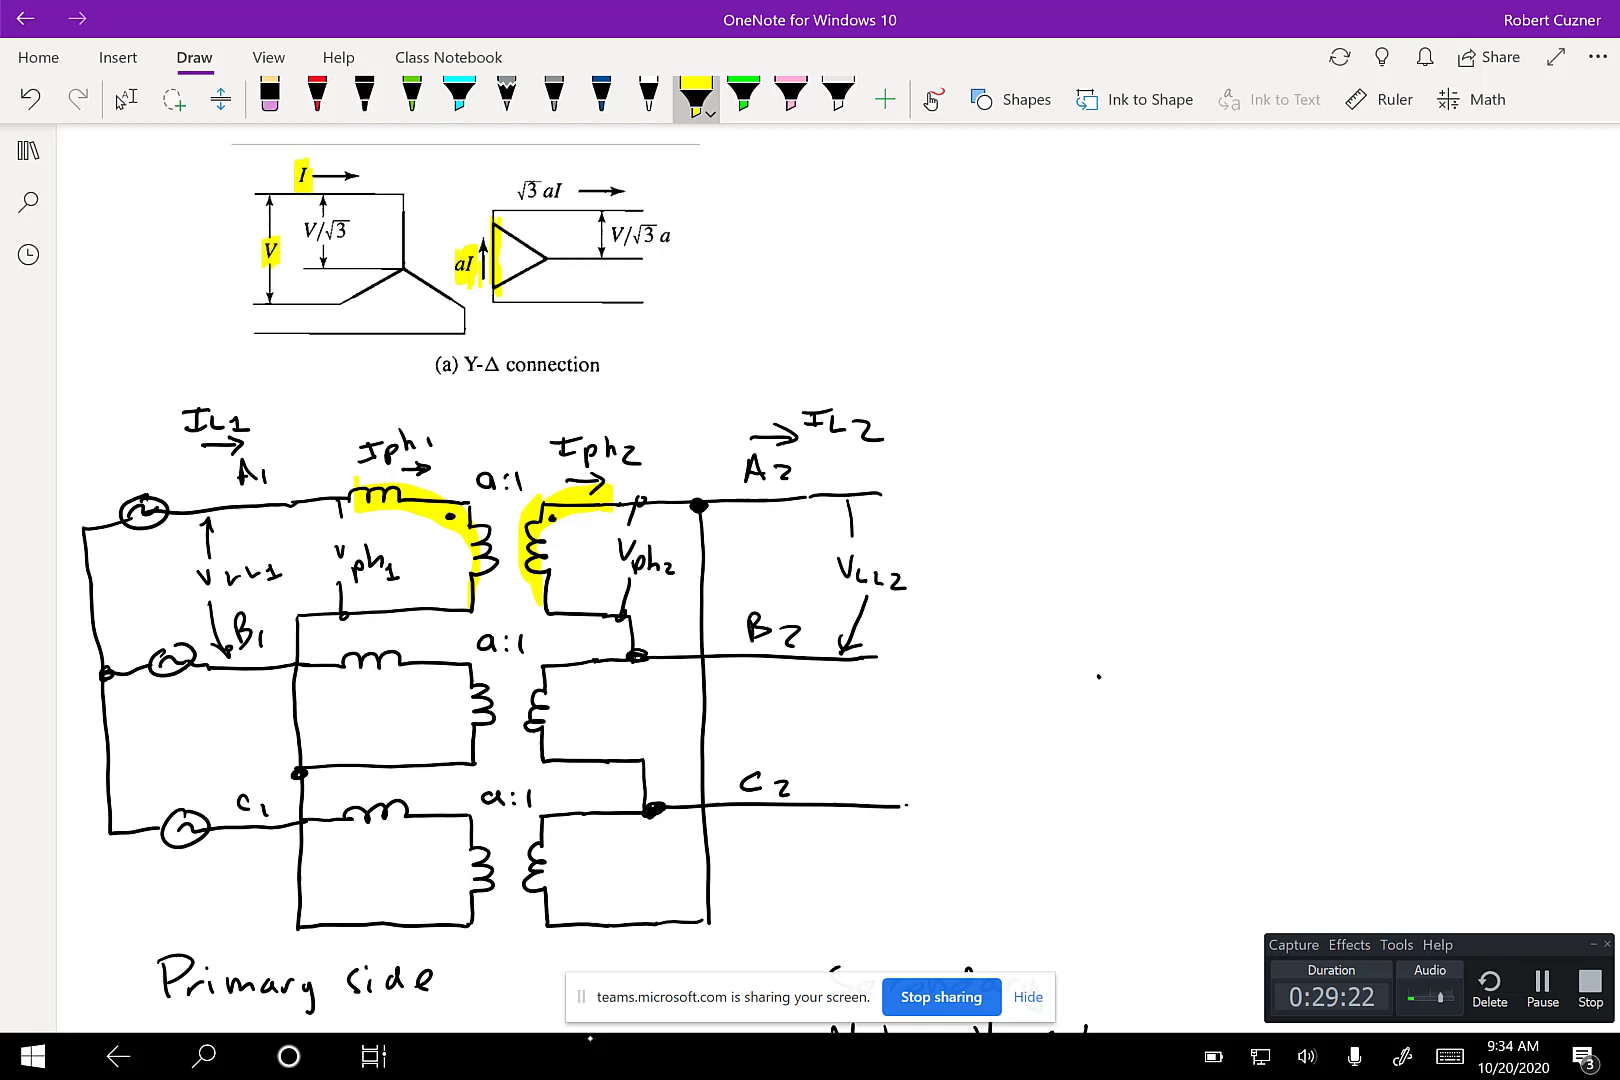 OneNote for Windows 10
Robert Cuzner
Home Insert Draw View Help Class Notebook
Share
Shapes Ink to Shape Ink to Text Ruler Math
I
√3 aI
V/√3
V
aI
V/√3 a
(a) Y-Δ connection
IL1
A1
Iph1
a:1
Iph2
IL2
A2
VLL1
Vph1
Vph2
VLL2
B1
a:1
B2
C1
a:1
C2
Primary side
teams.microsoft.com is sharing your screen. Stop sharing Hide
Capture Effects Tools Help
Duration Audio
0:29:22 Delete Pause Stop
9:34 AM
10/20/2020
3